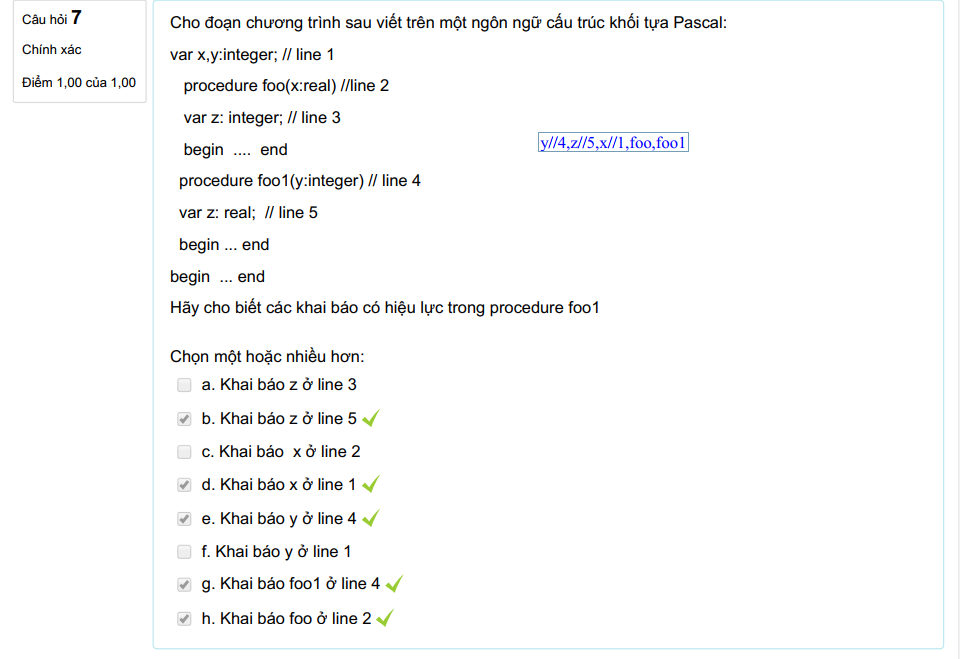 Câu hỏi 7
Chính xác
Điểm 1,00 của 1,00
Cho đoạn chương trình sau viết trên một ngôn ngữ cấu trúc khối tựa Pascal:
var x,y:integer; // line 1
procedure foo(x:real) //line 2
var z: integer; // line 3
begin .... end
y//4,z//5,x//1,foo,foo1
procedure foo1(y:integer) // line 4
var z: real; // line 5
begin ... end
begin ... end
Hãy cho biết các khai báo có hiệu lực trong procedure foo1
Chọn một hoặc nhiều hơn:
a. Khai báo z ở line 3
b. Khai báo z ở line 5
c. Khai báo x ở line 2
d. Khai báo x ở line 1
e. Khai báo y ở line 4
f. Khai báo y ở line 1
g. Khai báo foo1 ở line 4
h. Khai báo foo ở line 2